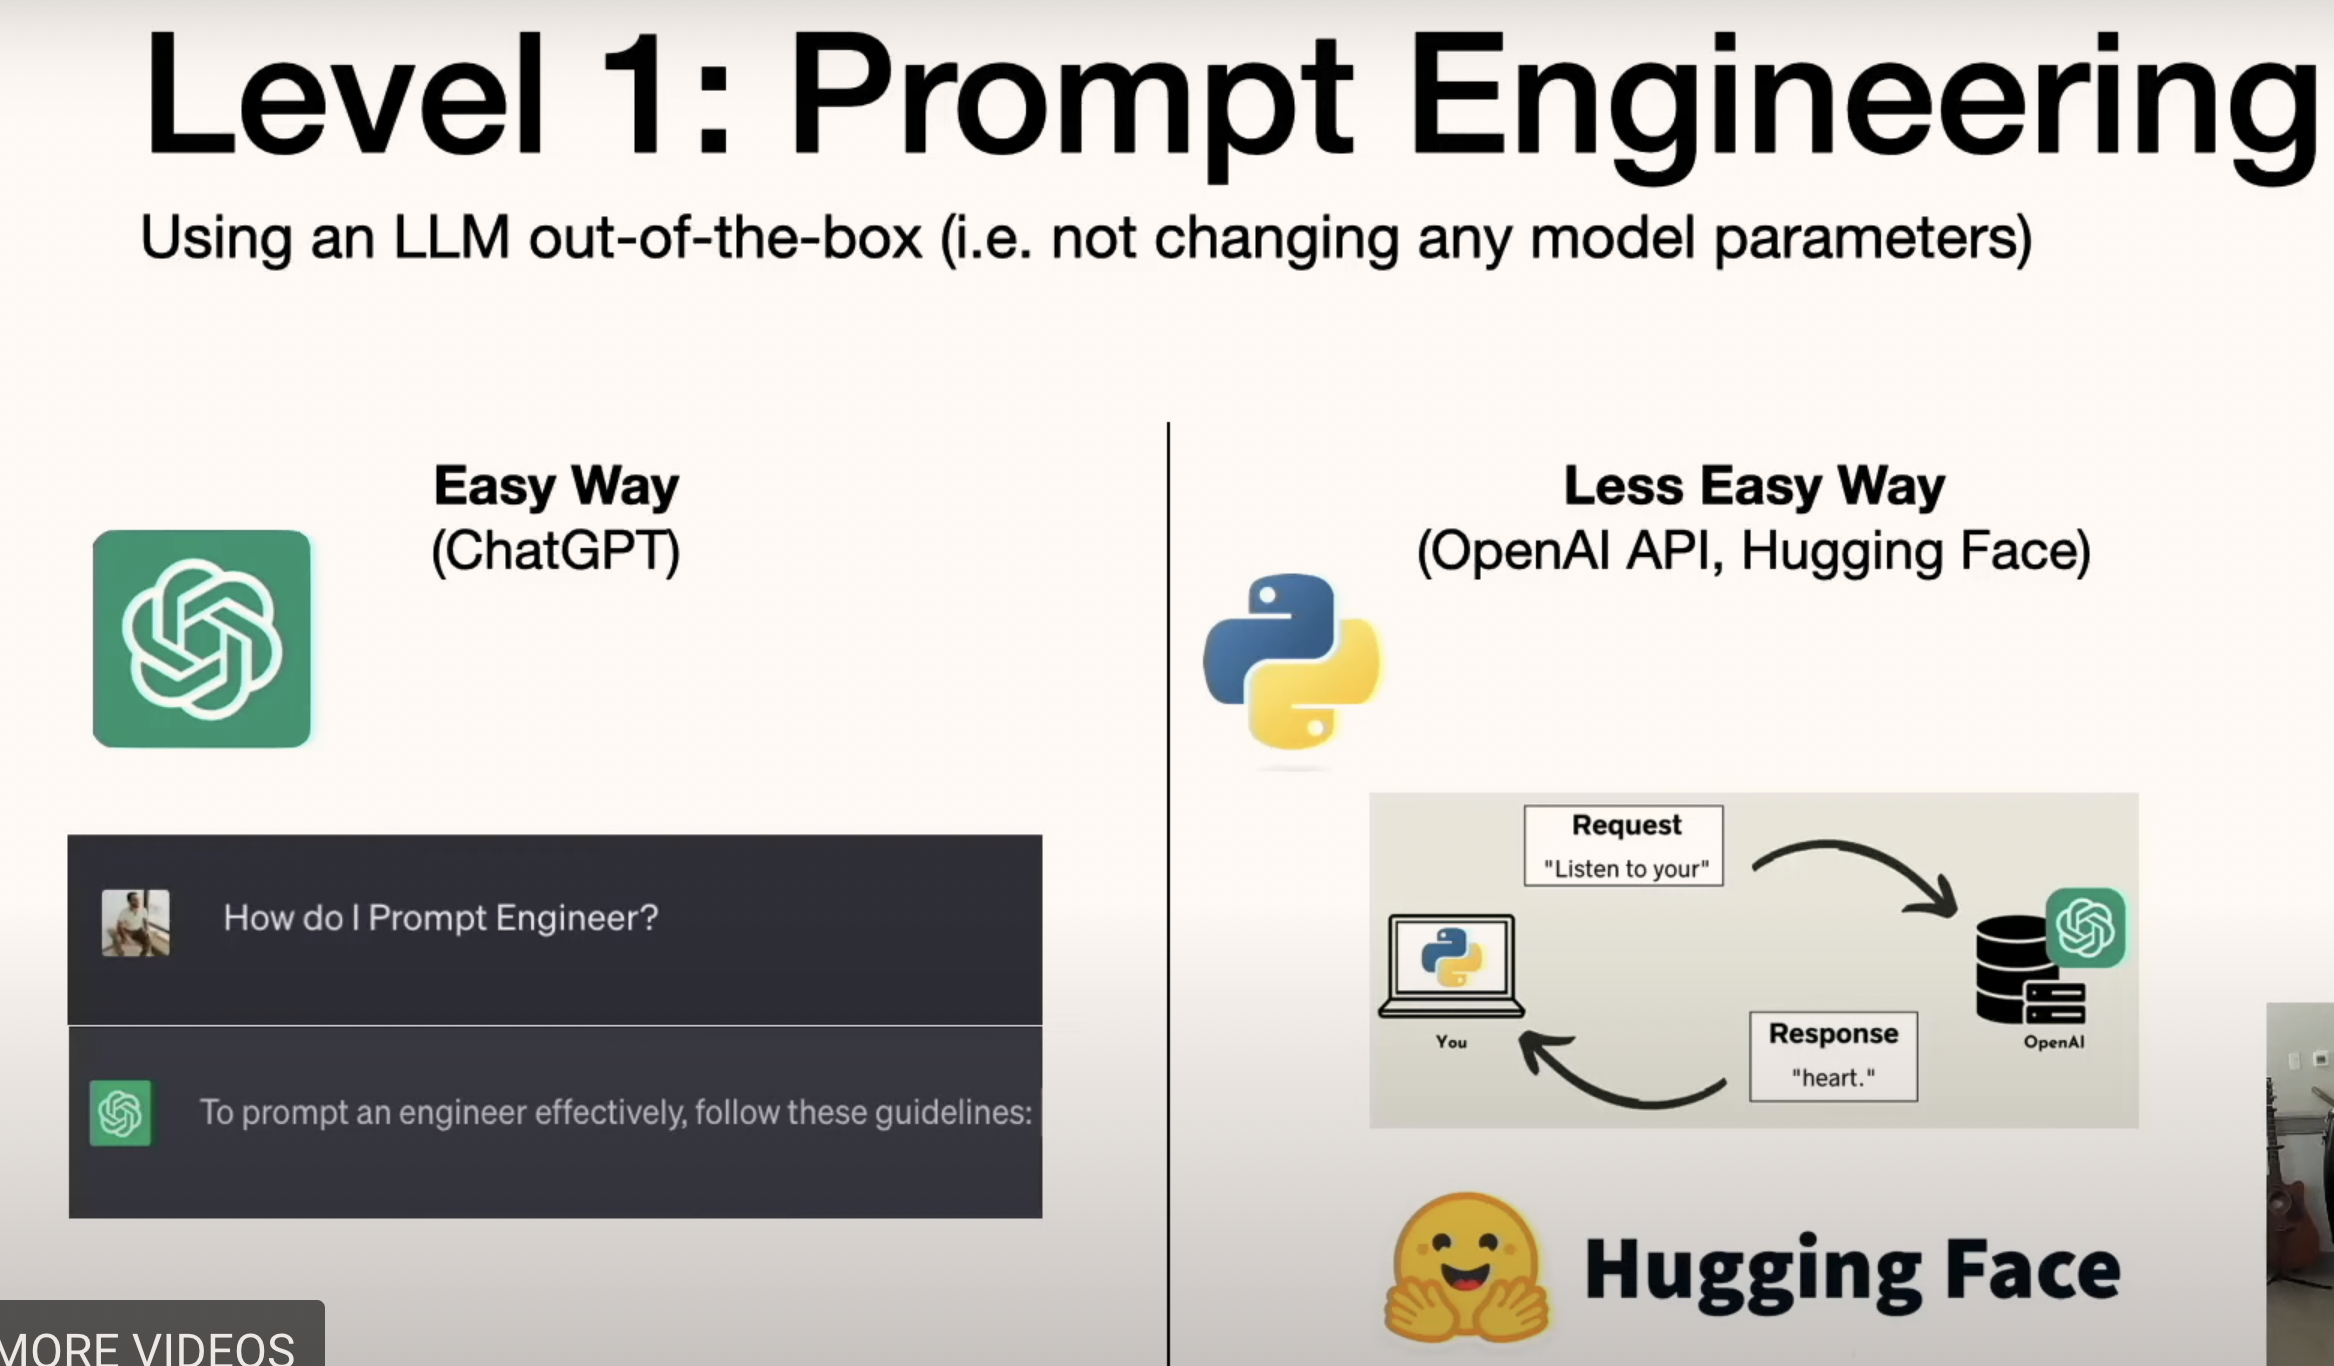 Level 1: Prompt Engineering
Using an LLM out-of-the-box (i.e. not changing any model parameters)
Easy Way
(ChatGPT)
How do I Prompt Engineer?
To prompt an engineer effectively, follow these guidelines:
Less Easy Way
(OpenAI API, Hugging Face)
Request
"Listen to your"
You
OpenAI
Response
"heart."
Hugging Face
MORE VIDEOS